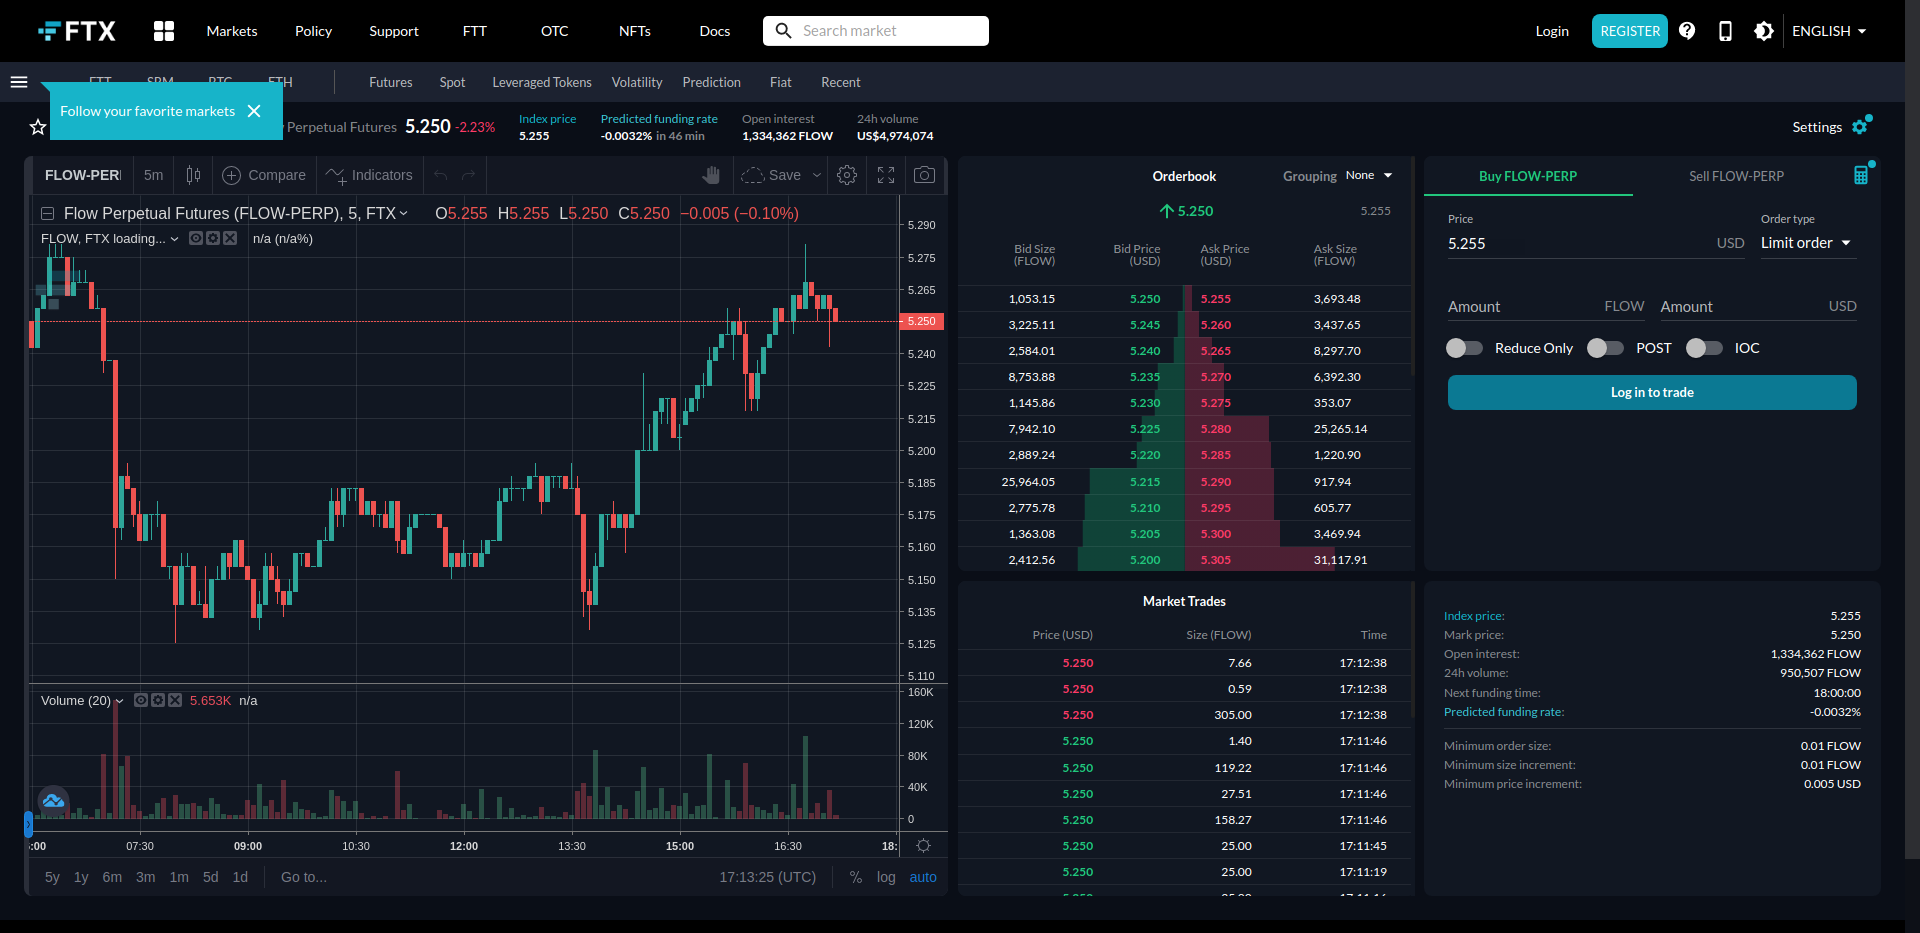 FTX Markets Policy Support FTT OTC NFTs Docs Search market Login REGISTER ENGLISH
Futures Spot Leveraged Tokens Volatility Prediction Fiat Recent
Follow your favorite markets
Perpetual Futures 5.250 -2.23%
Index price
5.255
Predicted funding rate
-0.0032% in 46 min
Open interest
1,334,362 FLOW
24h volume
US$4,974,074
Settings
FLOW-PER 5m Compare Indicators Save
Flow Perpetual Futures (FLOW-PERP), 5, FTX O5.255 H5.255 L5.250 C5.250 −0.005 (−0.10%)
FLOW, FTX loading... n/a (n/a%)
5.290
5.275
5.265
5.250
5.240
5.225
5.215
5.200
5.185
5.175
5.160
5.150
5.135
5.125
5.110
Volume (20) 5.653K n/a
160K
120K
80K
40K
0
:00 07:30 09:00 10:30 12:00 13:30 15:00 16:30 18:
5y 1y 6m 3m 1m 5d 1d Go to... 17:13:25 (UTC) % log auto
Orderbook Grouping None
5.250 5.255
Bid Size (FLOW) Bid Price (USD) Ask Price (USD) Ask Size (FLOW)
1,053.15 5.250 5.255 3,693.48
3,225.11 5.245 5.260 3,437.65
2,584.01 5.240 5.265 8,297.70
8,753.88 5.235 5.270 6,392.30
1,145.86 5.230 5.275 353.07
7,942.10 5.225 5.280 25,265.14
2,889.24 5.220 5.285 1,220.90
25,964.05 5.215 5.290 917.94
2,775.78 5.210 5.295 605.77
1,363.08 5.205 5.300 3,469.94
2,412.56 5.200 5.305 31,117.91
Market Trades
Price (USD) Size (FLOW) Time
5.250 7.66 17:12:38
5.250 0.59 17:12:38
5.250 305.00 17:12:38
5.250 1.40 17:11:46
5.250 119.22 17:11:46
5.250 27.51 17:11:46
5.250 158.27 17:11:46
5.250 25.00 17:11:45
5.250 25.00 17:11:19
Buy FLOW-PERP Sell FLOW-PERP
Price Order type
5.255 USD Limit order
Amount FLOW Amount USD
Reduce Only POST IOC
Log in to trade
Index price: 5.255
Mark price: 5.250
Open interest: 1,334,362 FLOW
24h volume: 950,507 FLOW
Next funding time: 18:00:00
Predicted funding rate: -0.0032%
Minimum order size: 0.01 FLOW
Minimum size increment: 0.01 FLOW
Minimum price increment: 0.005 USD